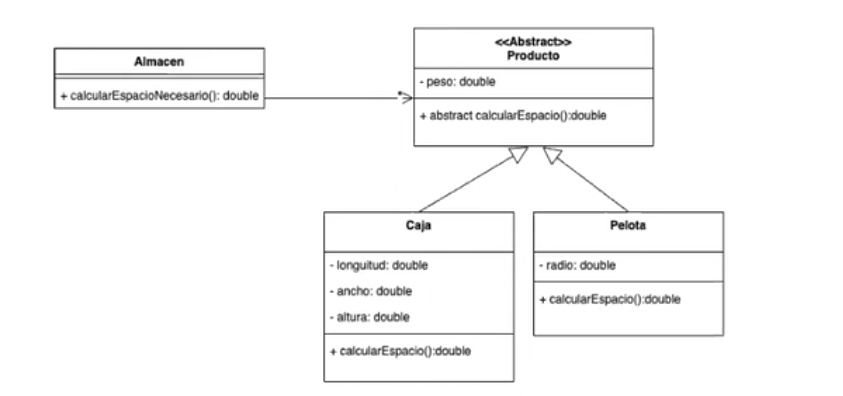 Almacen
+ calcularEspacioNecesario(): double
<<Abstract>>
Producto
- peso: double
+ abstract calcularEspacio():double
Caja
- longuitud: double
- ancho: double
- altura: double
+ calcularEspacio():double
Pelota
- radio: double
+ calcularEspacio():double